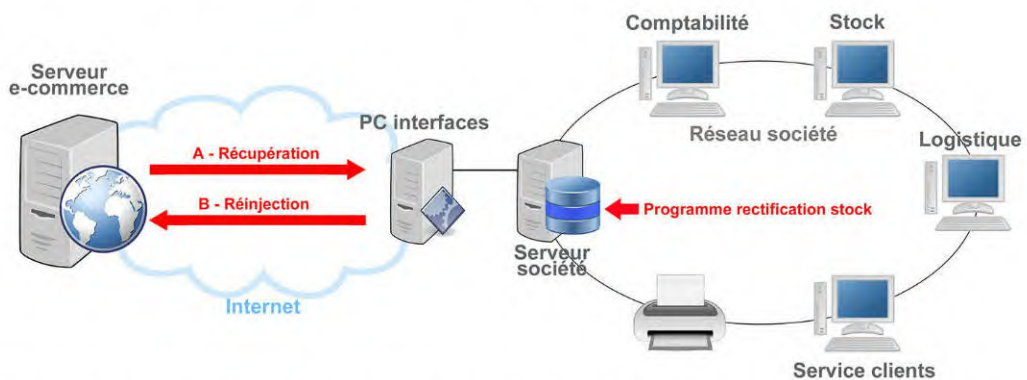 Comptabilité
Stock
Serveur
e-commerce
PC interfaces
Réseau société
Logistique
A - Récupération
B - Réinjection
Programme rectification stock
Serveur
société
Internet
Service clients